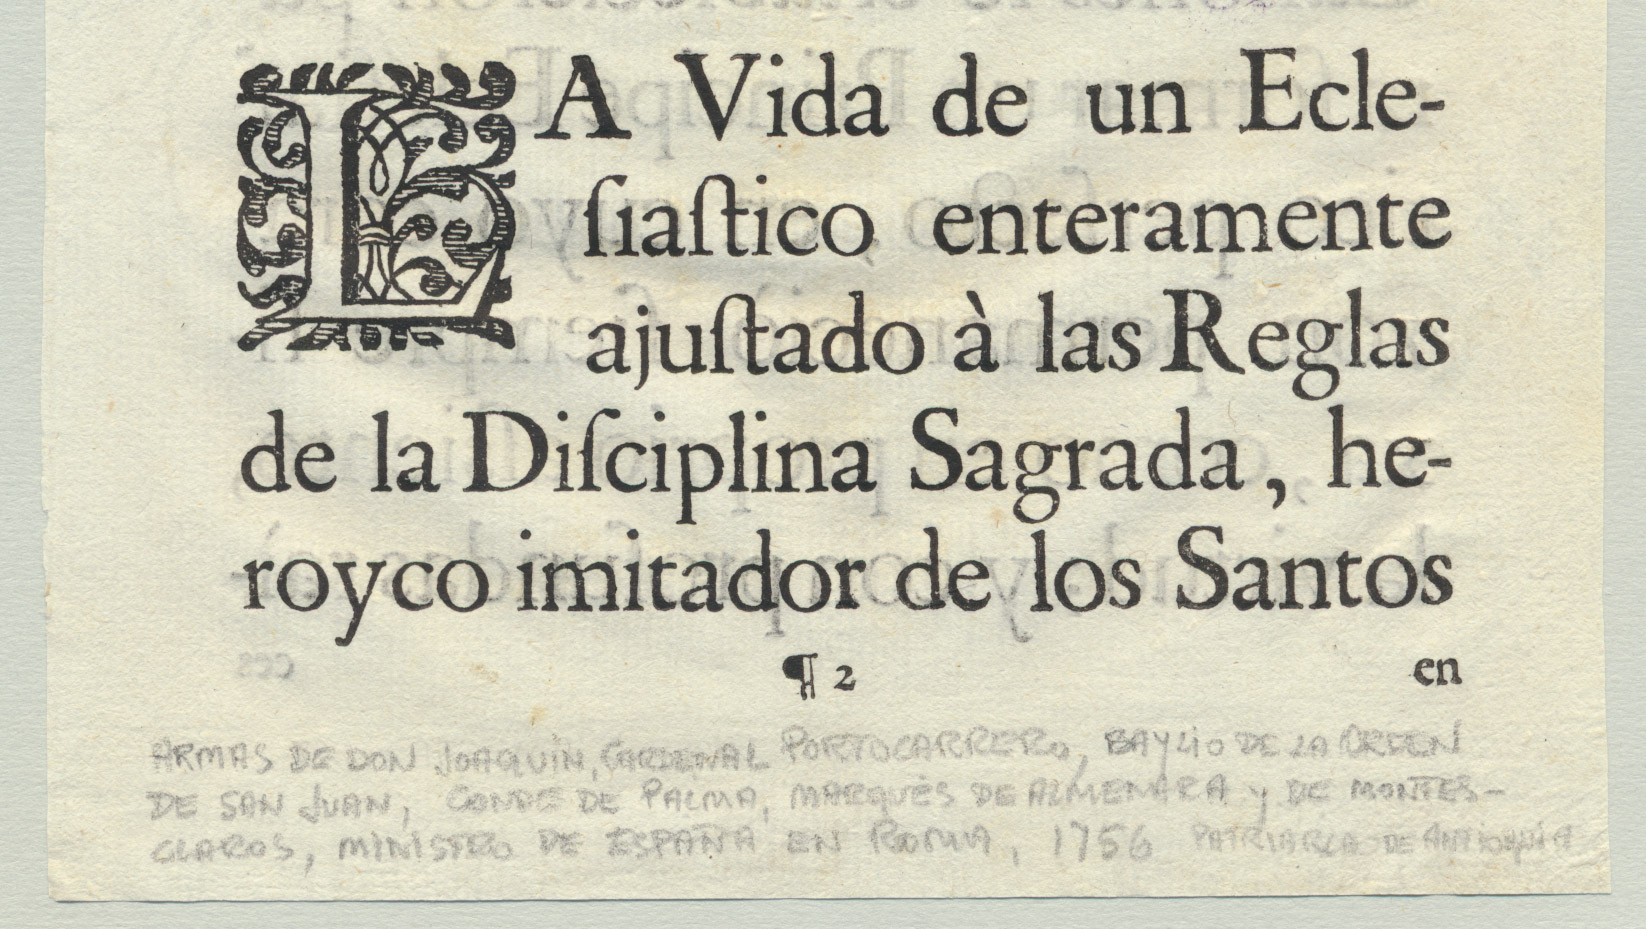 LA Vida de un Ecle-
ſiaſtico enteramente
ajuſtado à las Reglas
de la Diſciplina Sagrada, he-
royco imitador de los Santos
¶ 2 en
ARMAS DE DON JOAQUÍN, CARDENAL PORTOCARRERO, BAYLIO DE LA ORDEN
DE SAN JUAN, CONDE DE PALMA, MARQUÉS DE ALMENARA Y DE MONTES-
CLAROS, MINISTRO DE ESPAÑA EN ROMA, 1756 PATRIARCA DE ANTIOQUÍA